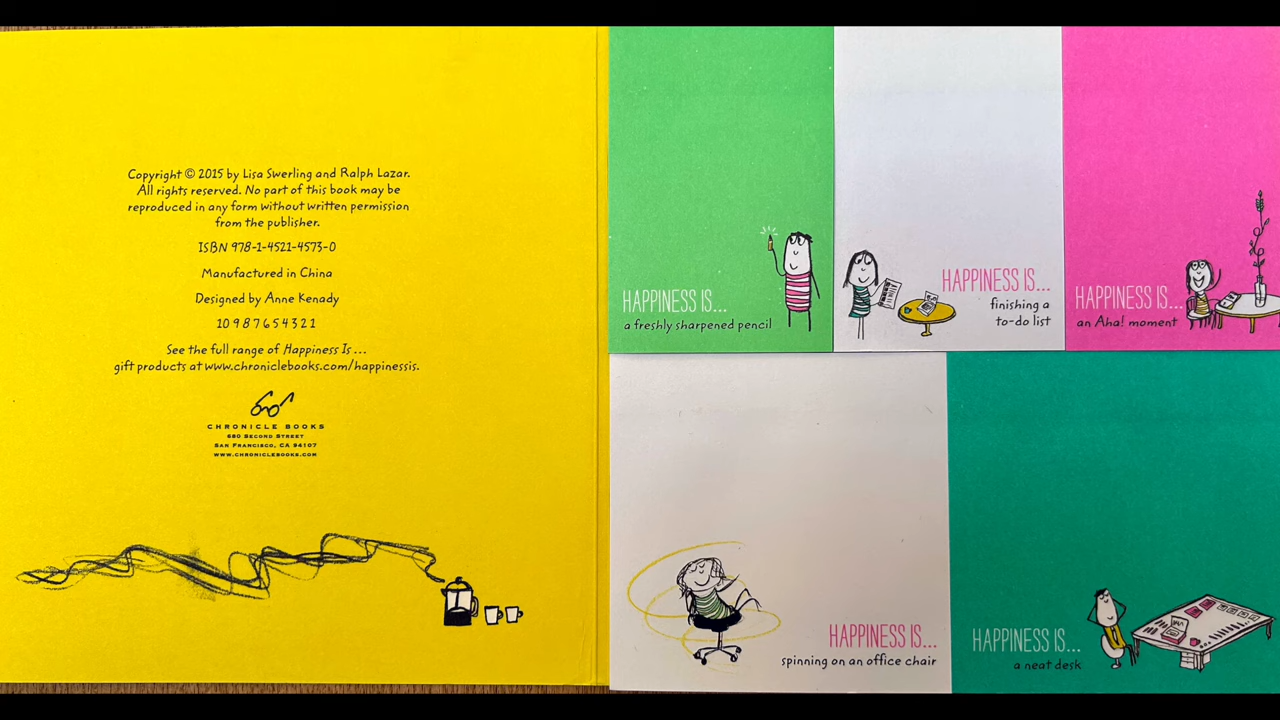 Copyright © 2015 by Lisa Swerling and Ralph Lazar.
All rights reserved. No part of this book may be
reproduced in any form without written permission
from the publisher.
ISBN 978-1-4521-4573-0
Manufactured in China
Designed by Anne Kenady
10 9 8 7 6 5 4 3 2 1
See the full range of Happiness Is ...
gift products at www.chroniclebooks.com/happinessis.
CHRONICLE BOOKS
680 SECOND STREET
SAN FRANCISCO, CA 94107
WWW.CHRONICLEBOOKS.COM
HAPPINESS IS...
a freshly sharpened pencil
HAPPINESS IS...
finishing a
to-do list
HAPPINESS IS...
an Aha! moment
HAPPINESS IS...
spinning on an office chair
HAPPINESS IS...
a neat desk